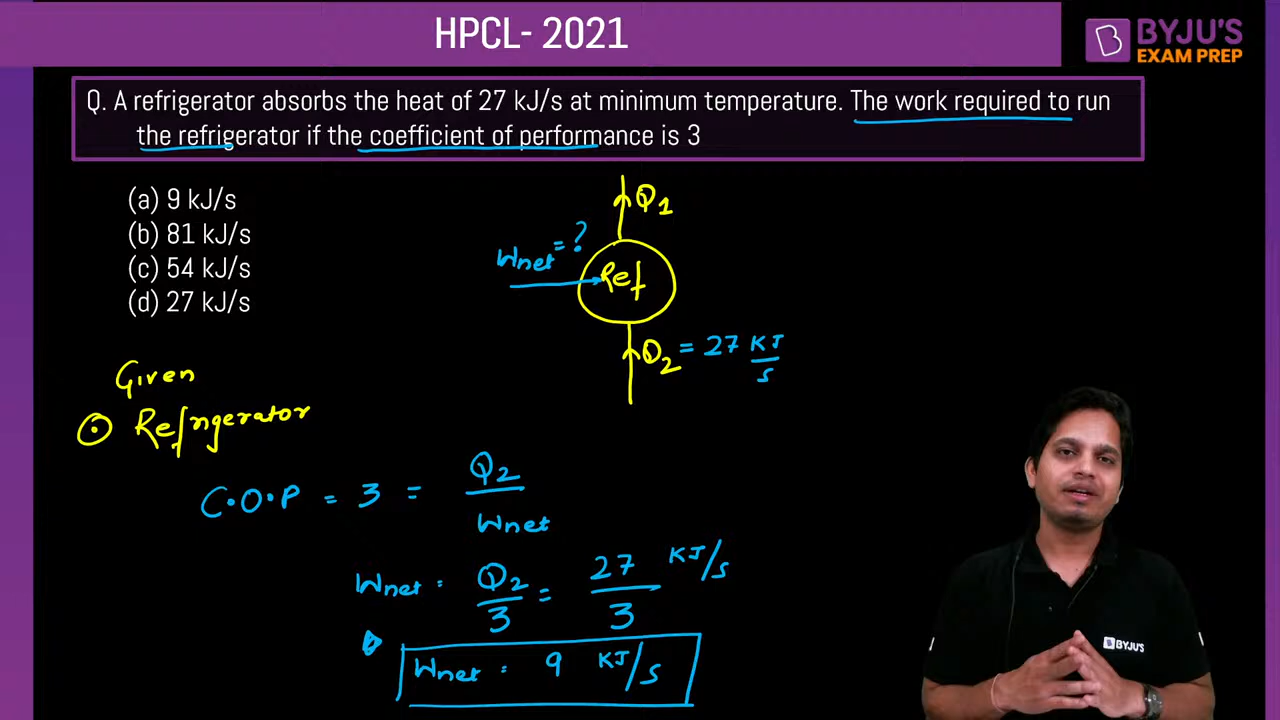 HPCL- 2021
BYJU'S
EXAM PREP
Q. A refrigerator absorbs the heat of 27 kJ/s at minimum temperature. The work required to run
the refrigerator if the coefficient of performance is 3
(a) 9 kJ/s
(b) 81 kJ/s
(c) 54 kJ/s
(d) 27 kJ/s
Q1
Wnet = ?
Ref
Q2 = 27 KJ/s
Given
Refrigerator
C.O.P = 3 = Q2/Wnet
Wnet = Q2/3 = 27/3 KJ/s
Wnet = 9 KJ/s
BYJU'S